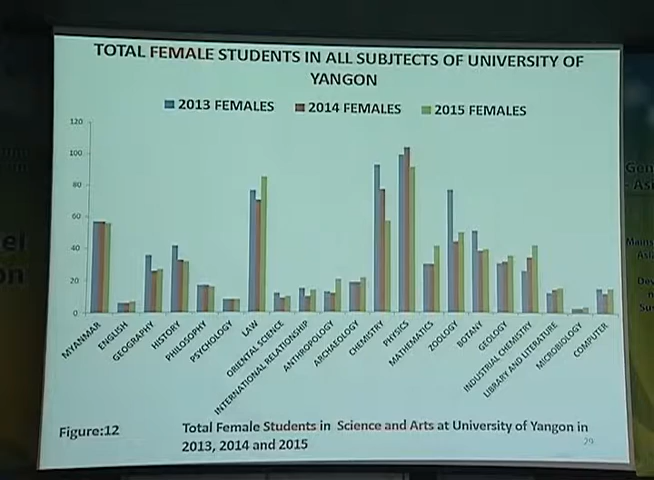 TOTAL FEMALE STUDENTS IN ALL SUBJTECTS OF UNIVERSITY OF
YANGON
2013 FEMALES 2014 FEMALES 2015 FEMALES
120
100
80
60
40
20
0
MYANMAR
ENGLISH
GEOGRAPHY
HISTORY
PHILOSOPHY
PSYCHOLOGY
LAW
ORIENTAL SCIENCE
INTERNATIONAL RELATIONSHIP
ANTHROPOLOGY
ARCHAEOLOGY
CHEMISTRY
PHYSICS
MATHEMATICS
ZOOLOGY
BOTANY
GEOLOGY
INDUSTRIAL CHEMISTRY
LIBRARY AND LITERATURE
MICROBIOLOGY
COMPUTER
Figure:12
Total Female Students in Science and Arts at University of Yangon in
2013, 2014 and 2015
29